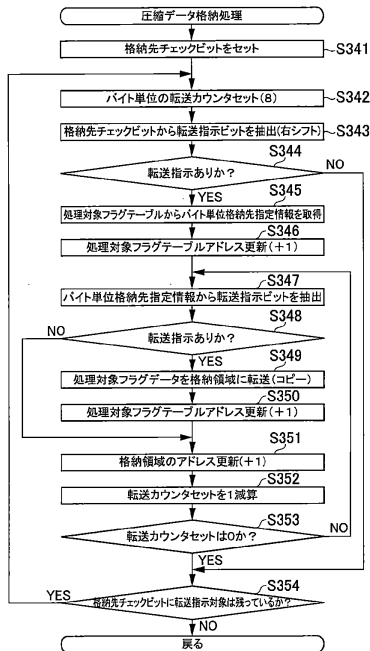 圧縮データ格納処理
格納先チェックビットをセット
S341
バイト単位の転送カウンタセット(8)
S342
格納先チェックビットから転送指示ビットを抽出(右シフト)
S343
S344
転送指示ありか?
NO
YES
S345
処理対象フラグテーブルからバイト単位格納先指定情報を取得
S346
処理対象フラグテーブルアドレス更新(+1)
S347
バイト単位格納先指定情報から転送指示ビットを抽出
S348
NO
転送指示ありか?
YES
S349
処理対象フラグデータを格納領域に転送(コピー)
S350
処理対象フラグテーブルアドレス更新(+1)
S351
格納領域のアドレス更新(+1)
S352
転送カウンタセットを1減算
S353
転送カウンタセットは0か?
NO
YES
S354
YES
格納先チェックビットに転送指示対象は残っているか?
NO
戻る